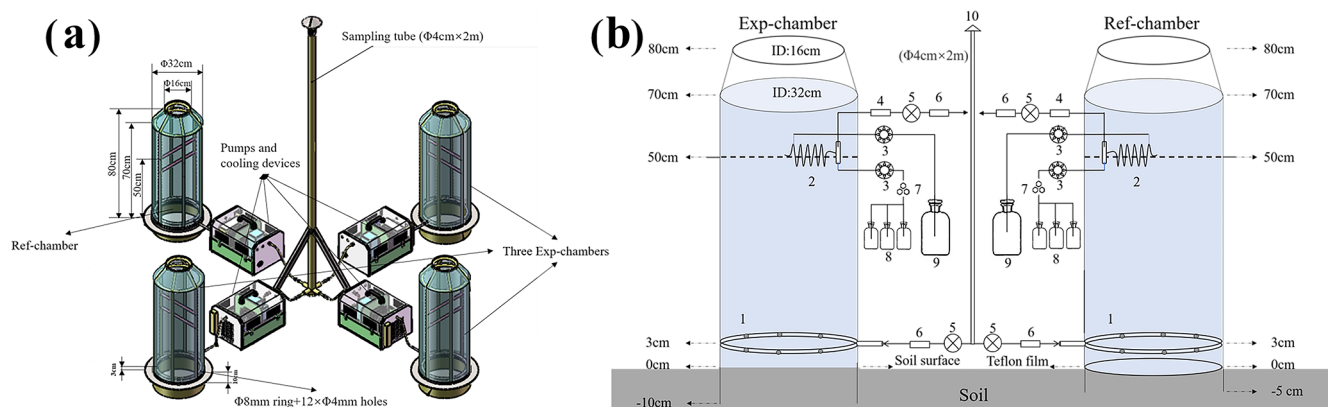 (a)
Sampling tube (Φ4cm×2m)
Φ32cm
Φ16cm
80cm
70cm
50cm
Pumps and
cooling devices
Ref-chamber
Three Exp-chambers
3cm
10cm
Φ8mm ring+12×Φ4mm holes
(b)
Exp-chamber
10
Ref-chamber
80cm
ID:16cm
(Φ4cm×2m)
80cm
70cm
ID:32cm
70cm
4 5 6 6 5 4
3 3
50cm
50cm
2 3 3 2
7 7
8 9 9 8
1 1
3cm
6 5 5 6
3cm
Soil surface
Teflon film
0cm
0cm
Soil
-5 cm
-10cm